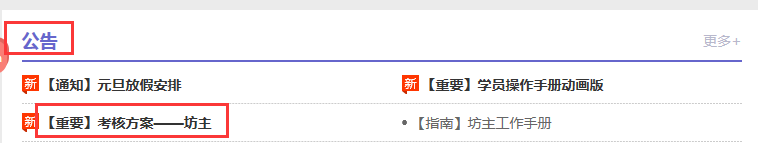 公告 更多+
新 【通知】元旦放假安排 新 【重要】学员操作手册动画版
新 【重要】考核方案——坊主 • 【指南】坊主工作手册